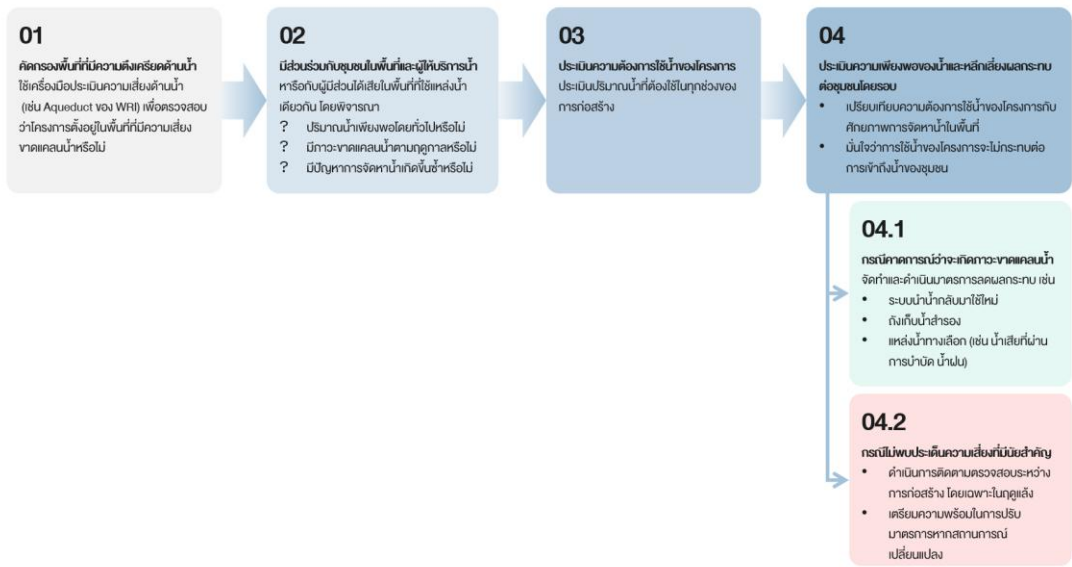 01
คัดกรองพื้นที่ที่มีความตึงเครียดด้านน้ำ
ใช้เครื่องมือประเมินความเสี่ยงด้านน้ำ
(เช่น Aqueduct ของ WRI) เพื่อตรวจสอบ
ว่าโครงการตั้งอยู่ในพื้นที่ที่มีความเสี่ยง
ขาดแคลนน้ำหรือไม่
02
มีส่วนร่วมกับชุมชนในพื้นที่และผู้ให้บริการน้ำ
หารือกับผู้มีส่วนได้เสียในพื้นที่ที่ใช้แหล่งน้ำ
เดียวกัน โดยพิจารณา
? ปริมาณน้ำเพียงพอโดยทั่วไปหรือไม่
? มีภาวะขาดแคลนน้ำตามฤดูกาลหรือไม่
? มีปัญหาการจัดหาน้ำเกิดขึ้นซ้ำหรือไม่
03
ประเมินความต้องการใช้น้ำของโครงการ
ประเมินปริมาณน้ำที่ต้องใช้ในทุกช่วงของ
การก่อสร้าง
04
ประเมินความเพียงพอของน้ำและหลีกเลี่ยงผลกระทบ
ต่อชุมชนโดยรอบ
• เปรียบเทียบความต้องการใช้น้ำของโครงการกับ
ศักยภาพการจัดหาน้ำในพื้นที่
• มั่นใจว่าการใช้น้ำของโครงการจะไม่กระทบต่อ
การเข้าถึงน้ำของชุมชน
04.1
กรณีคาดการณ์ว่าจะเกิดภาวะขาดแคลนน้ำ
จัดทำและดำเนินมาตรการลดผลกระทบ เช่น
• ระบบนำน้ำกลับมาใช้ใหม่
• ถังเก็บน้ำสำรอง
• แหล่งน้ำทางเลือก (เช่น น้ำเสียที่ผ่าน
การบำบัด น้ำฝน)
04.2
กรณีไม่พบประเด็นความเสี่ยงที่มีนัยสำคัญ
• ดำเนินการติดตามตรวจสอบระหว่าง
การก่อสร้าง โดยเฉพาะในฤดูแล้ง
• เตรียมความพร้อมในการปรับ
มาตรการหากสถานการณ์
เปลี่ยนแปลง